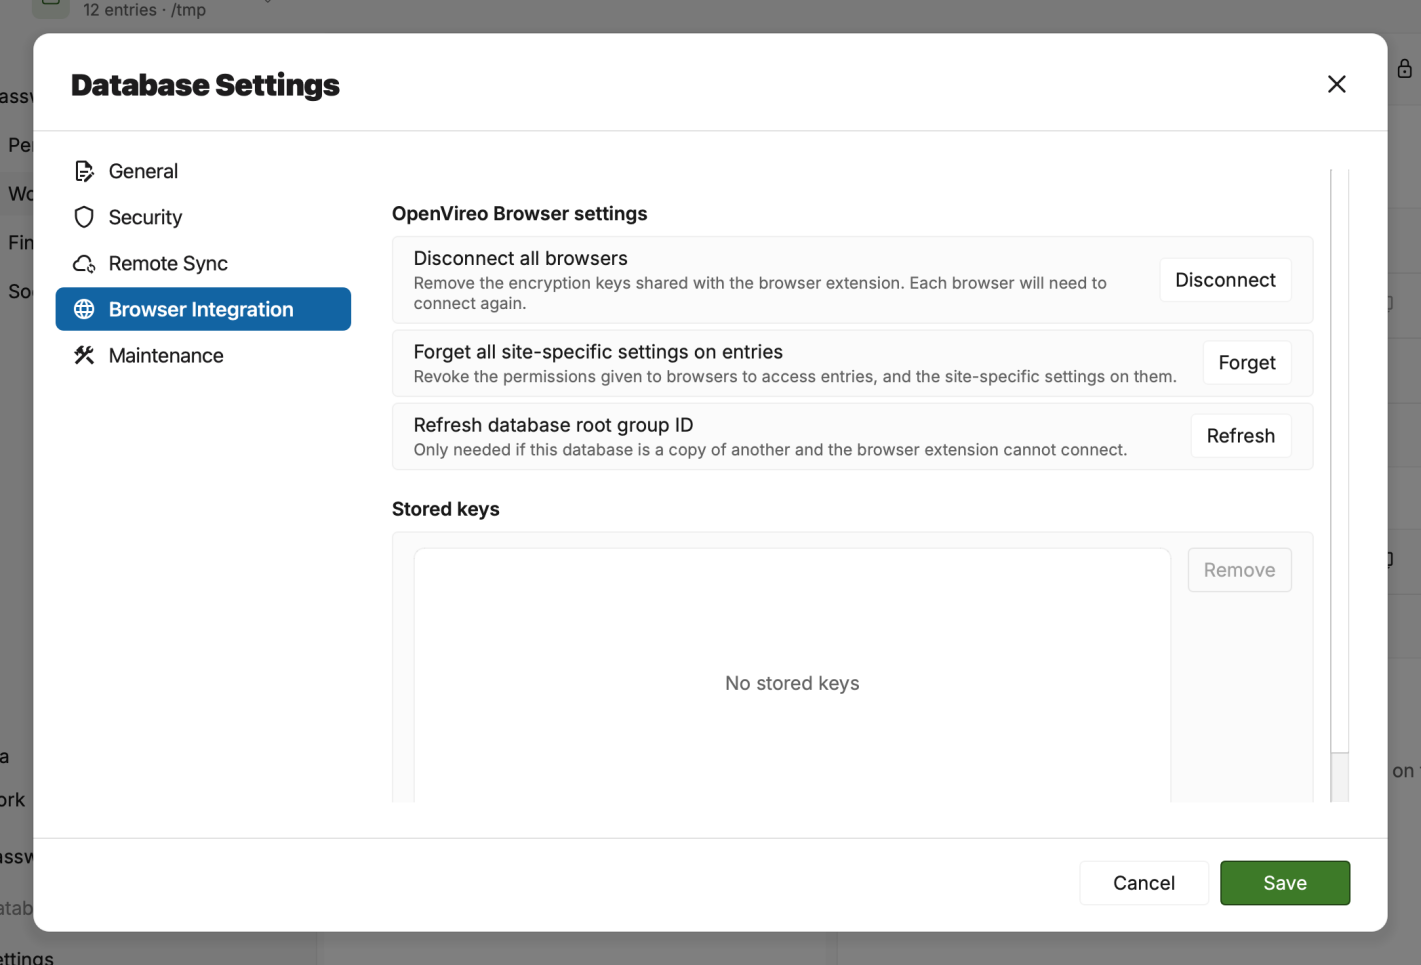 12 entries · /tmp
Database Settings
General
Security
Remote Sync
Browser Integration
Maintenance
OpenVireo Browser settings
Disconnect all browsers
Remove the encryption keys shared with the browser extension. Each browser will need to
connect again.
Disconnect
Forget all site-specific settings on entries
Revoke the permissions given to browsers to access entries, and the site-specific settings on them.
Forget
Refresh database root group ID
Only needed if this database is a copy of another and the browser extension cannot connect.
Refresh
Stored keys
Remove
No stored keys
on
Cancel
Save